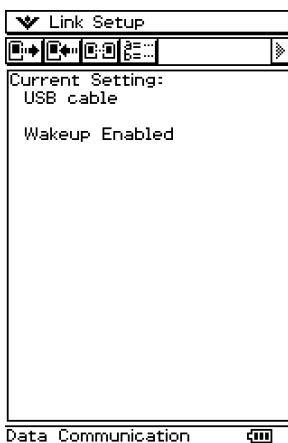 Link Setup
Current Setting:
USB cable
Wakeup Enabled
Data Communication